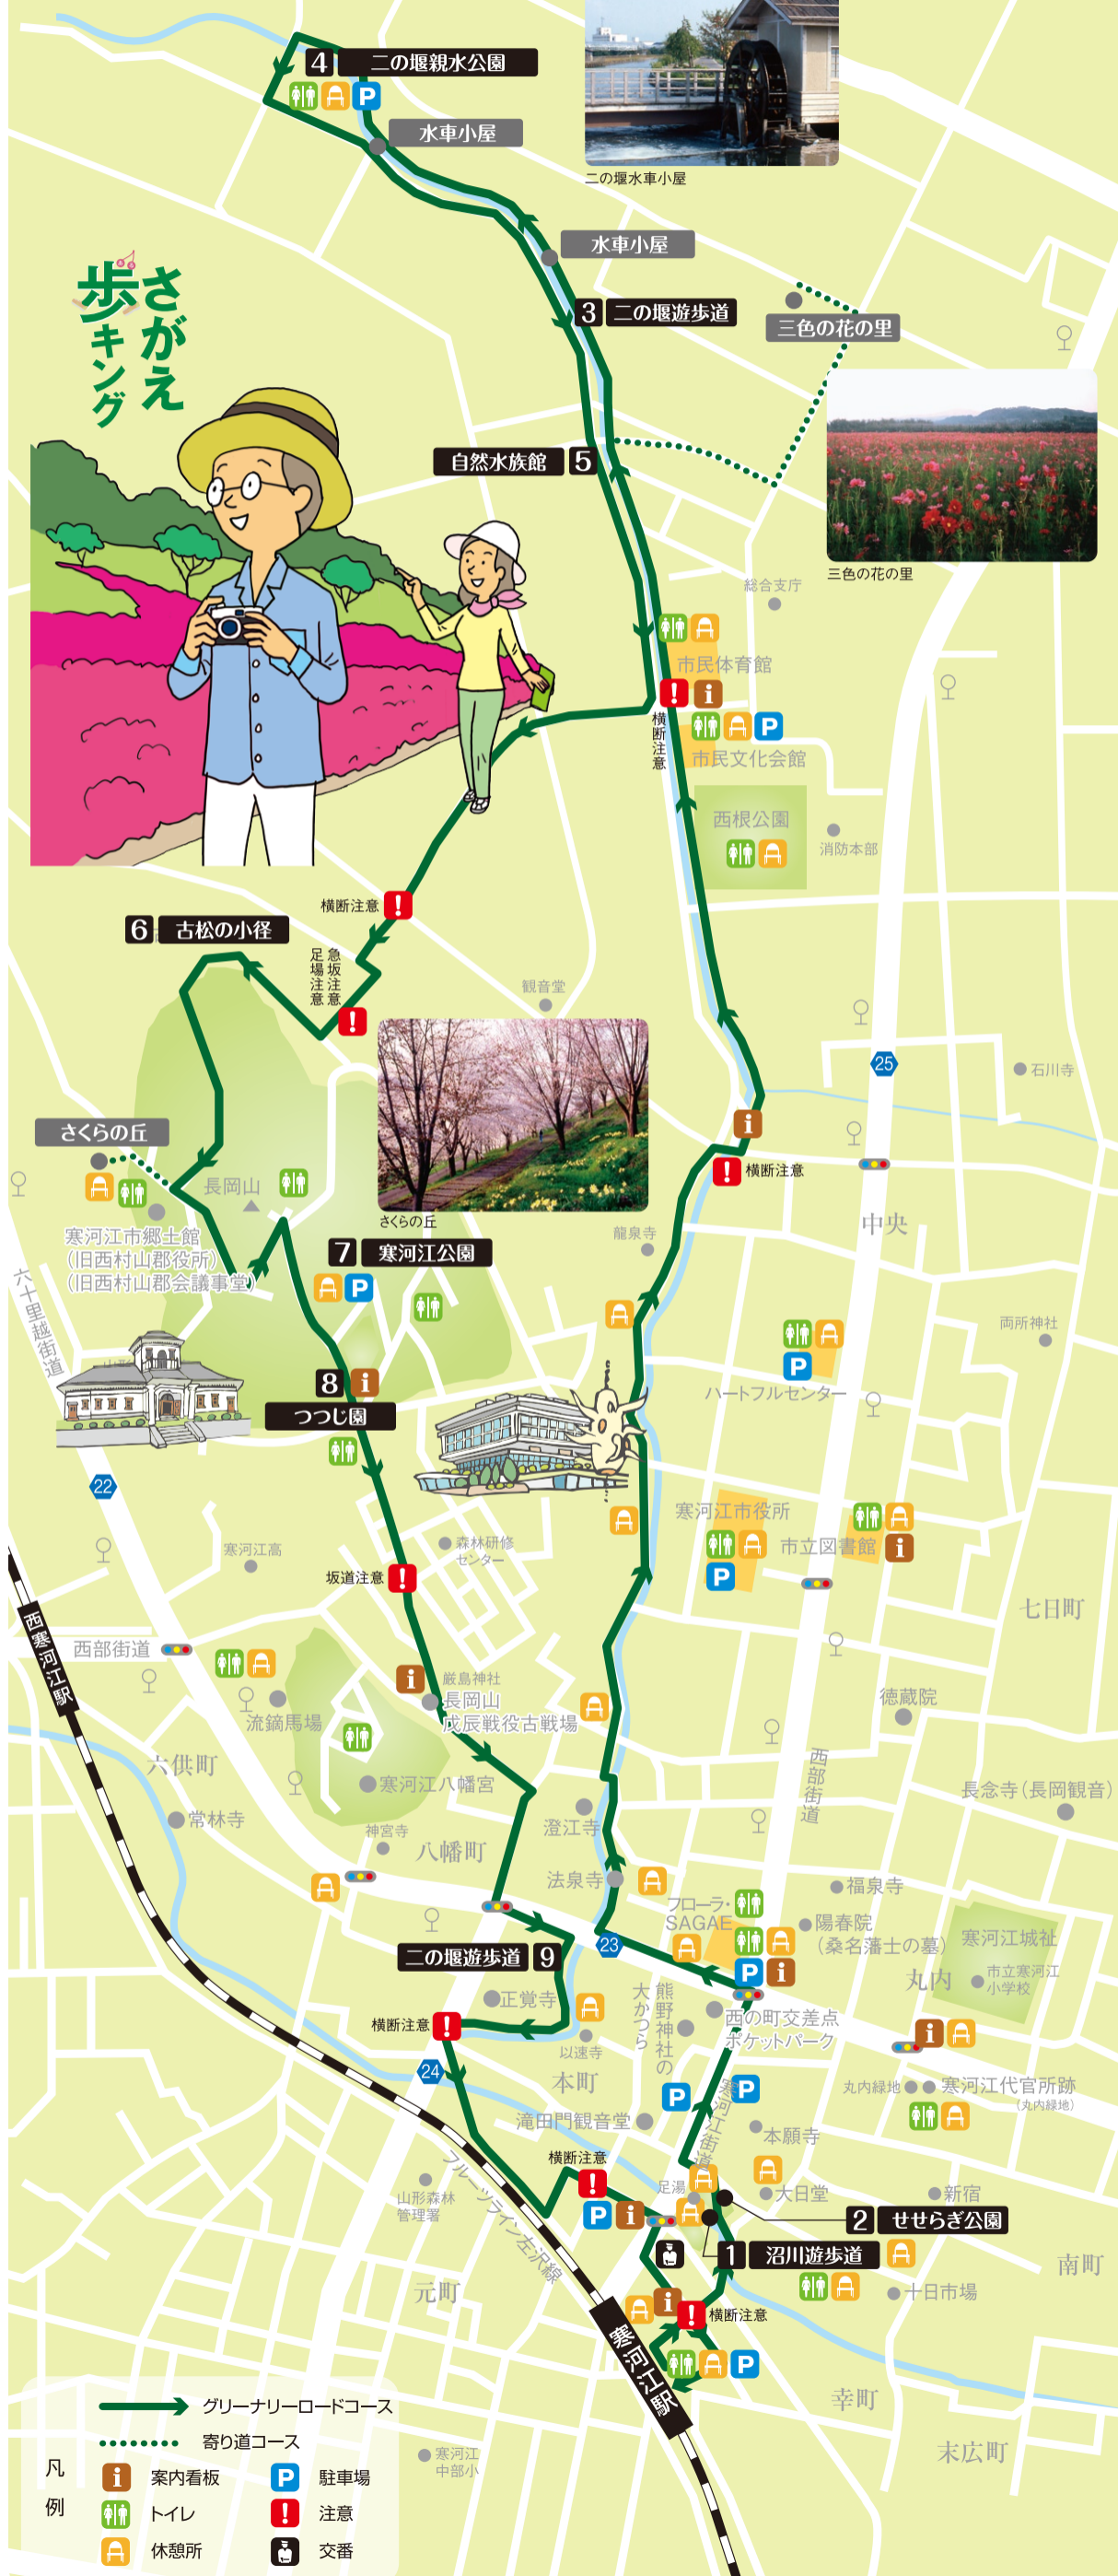 4 二の堰親水公園
P
水車小屋
二の堰水車小屋
水車小屋
さがえ
歩キング
3 二の堰遊歩道
三色の花の里
自然水族館 5
三色の花の里
総合支庁
市民体育館
! i
横断注意
P
市民文化会館
西根公園
消防本部
横断注意 !
6 古松の小径
急坂注意
足場注意
!
観音堂
25
石川寺
i
! 横断注意
さくらの丘
さくらの丘
長岡山
寒河江市郷土館
(旧西村山郡役所)
(旧西村山郡会議事堂)
龍泉寺
中央
7 寒河江公園
P
六十里越街道
両所神社
P
ハートフルセンター
8 i
つつじ園
22
寒河江市役所
P
市立図書館
i
森林研修
センター
寒河江高
坂道注意 !
七日町
西寒河江駅
西部街道
i
厳島神社
長岡山
戊辰戦役古戦場
流鏑馬場
徳蔵院
西部街道
六供町
寒河江八幡宮
長念寺(長岡観音)
常林寺
澄江寺
神宮寺
八幡町
法泉寺
福泉寺
フローラ・
SAGAE
陽春院
(桑名藩士の墓)
寒河江城祉
23
P i
丸内
市立寒河江
小学校
二の堰遊歩道 9
正覚寺
熊野神社の
大かつら
西の町交差点
ポケットパーク
横断注意 !
以速寺
i
24
本町
P
P
丸内緑地
寒河江代官所跡
(丸内緑地)
寒河江街道
滝田門観音堂
本願寺
横断注意
!
フルーツライン左沢線
山形森林
管理署
足湯
大日堂
新宿
P i
2 せせらぎ公園
1 沼川遊歩道
南町
元町
十日市場
i
! 横断注意
寒河江駅
P
幸町
末広町
寒河江
中部小
凡例
グリーナリーロードコース
寄り道コース
i 案内看板
P 駐車場
トイレ
! 注意
休憩所
交番